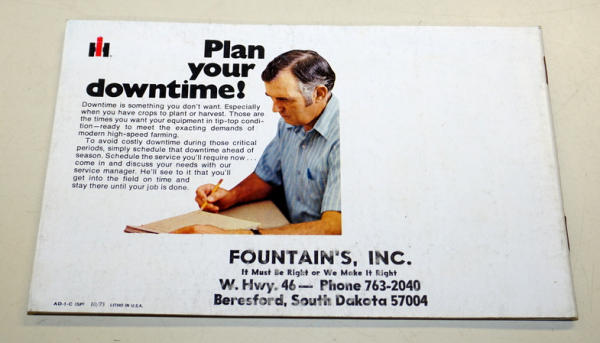 IH
Plan
your
downtime!
Downtime is something you don't want. Especially
when you have crops to plant or harvest. Those are
the times you want your equipment in tip-top condi-
tion—ready to meet the exacting demands of
modern high-speed farming.
To avoid costly downtime during those critical
periods, simply schedule that downtime ahead of
season. Schedule the service you'll require now . . .
come in and discuss your needs with our
service manager. He'll see to it that you'll
get into the field on time and
stay there until your job is done.
FOUNTAIN'S, INC.
It Must Be Right or We Make It Right
W. Hwy. 46 — Phone 763-2040
Beresford, South Dakota 57004
AD-1-C (SP) 10/73 LITHO IN U.S.A.